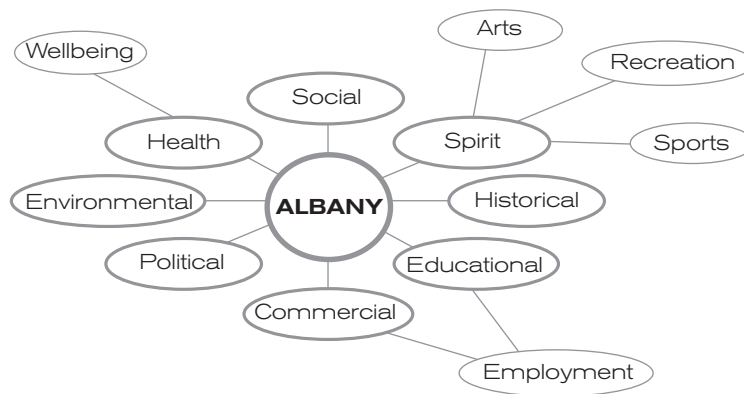 Arts
Wellbeing
Recreation
Social
Health
Spirit
Sports
Environmental
ALBANY
Historical
Political
Educational
Commercial
Employment